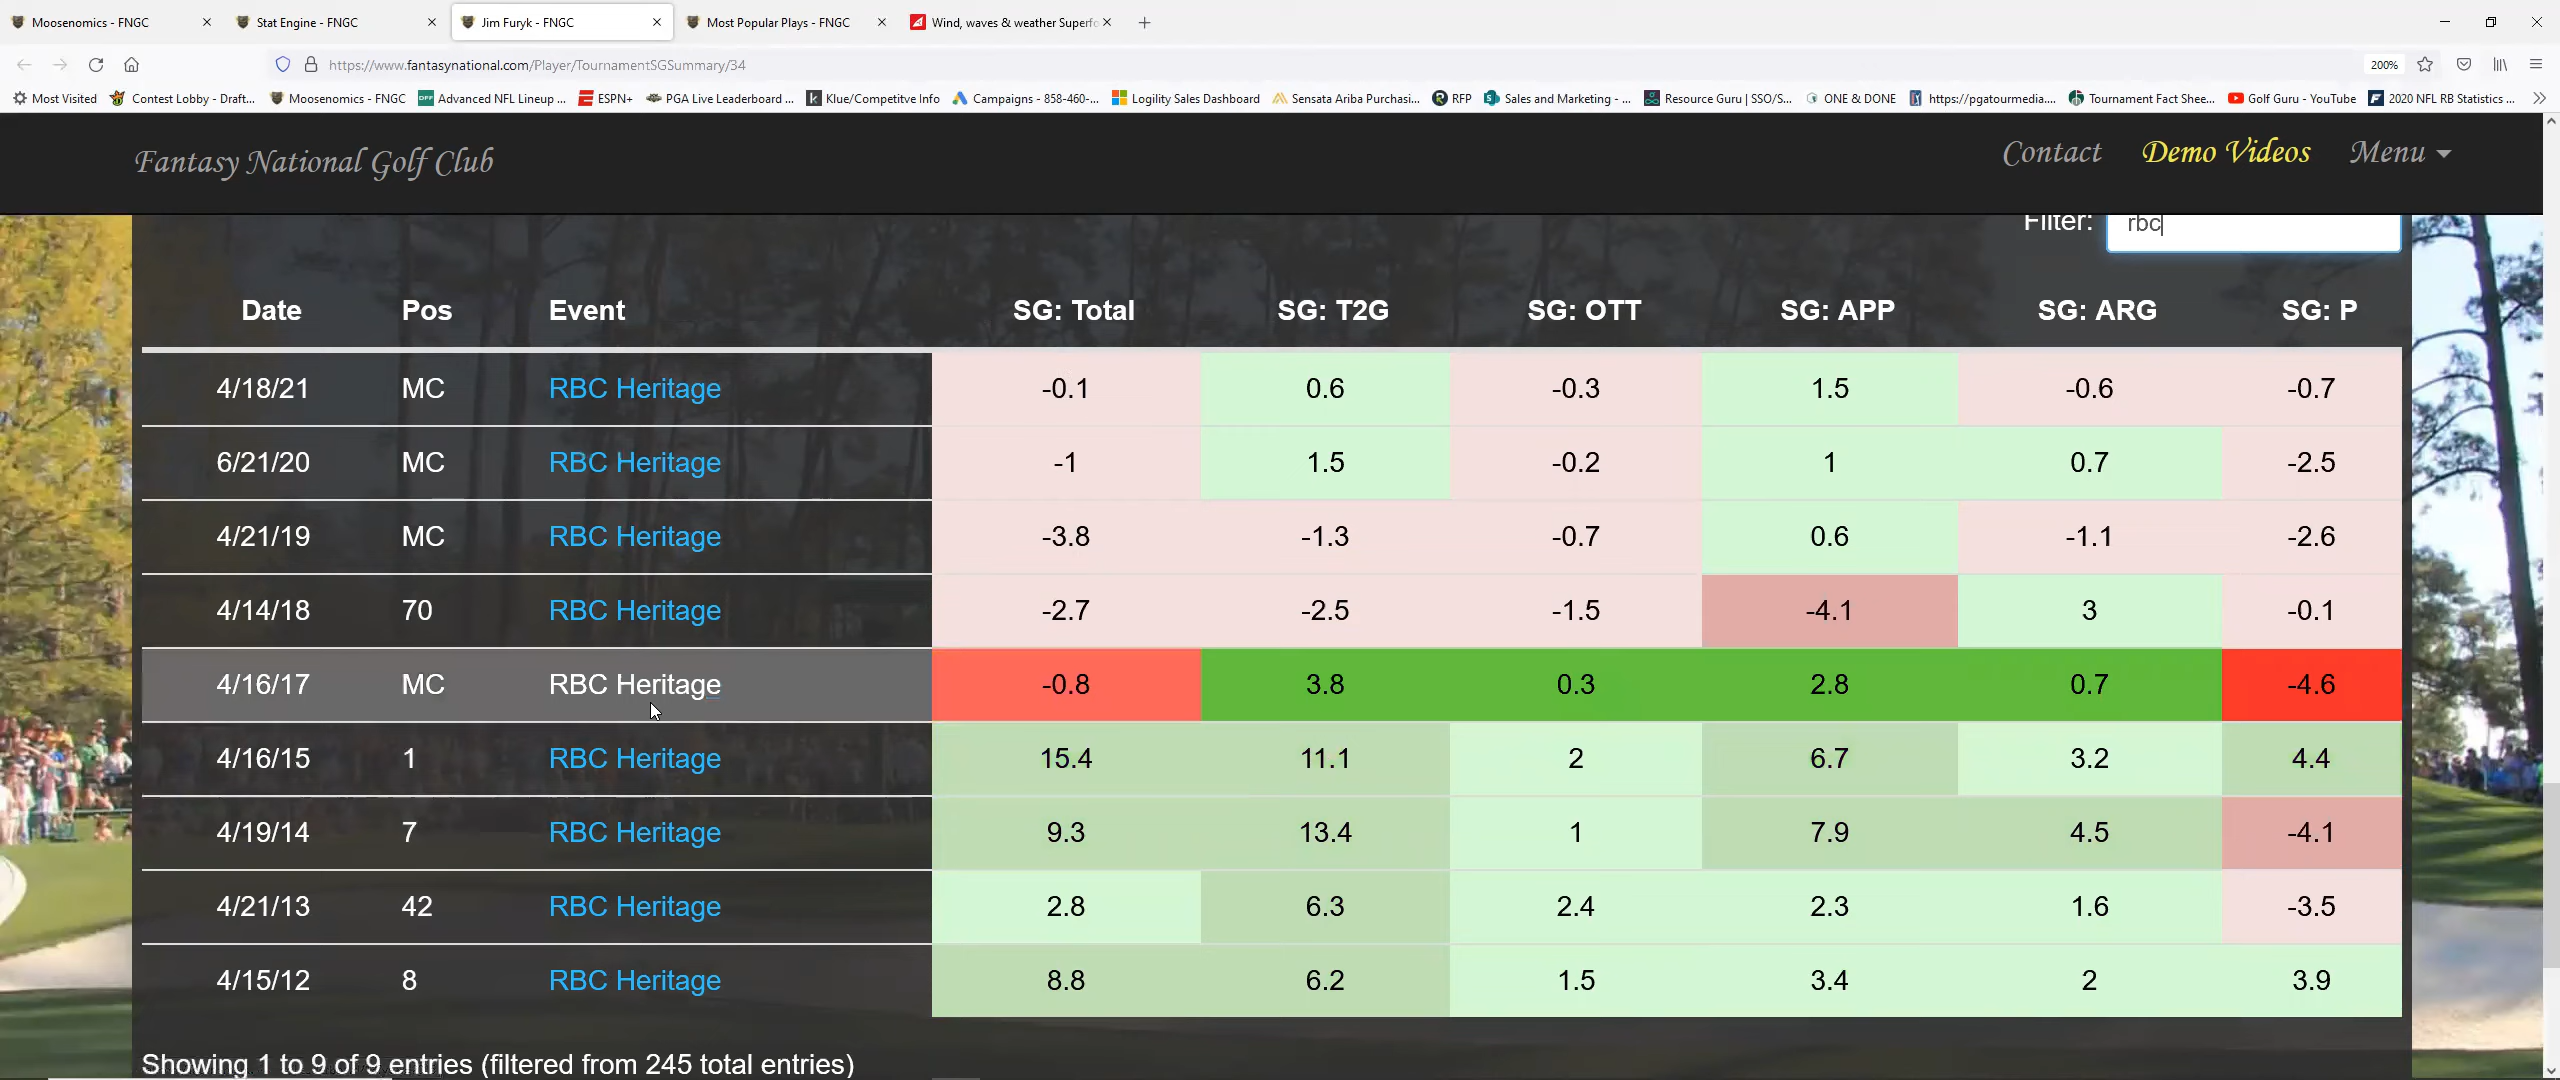 Moosenomics - FNGC Stat Engine - FNGC Jim Furyk - FNGC Most Popular Plays - FNGC Wind, waves & weather Superfo
https://www.fantasynational.com/Player/TournamentSGSummary/34 200%
Most Visited Contest Lobby - Draft... Moosenomics - FNGC Advanced NFL Lineup ... ESPN+ PGA Live Leaderboard ... Klue/Competitve Info Campaigns - 858-460-... Logility Sales Dashboard Sensata Ariba Purchasi... RFP Sales and Marketing - ... Resource Guru | SSO/S... ONE & DONE https://pgatourmedia.... Tournament Fact Shee... Golf Guru - YouTube 2020 NFL RB Statistics ...
Fantasy National Golf Club Contact Demo Videos Menu
Filter: rbc
Date Pos Event SG: Total SG: T2G SG: OTT SG: APP SG: ARG SG: P
4/18/21 MC RBC Heritage -0.1 0.6 -0.3 1.5 -0.6 -0.7
6/21/20 MC RBC Heritage -1 1.5 -0.2 1 0.7 -2.5
4/21/19 MC RBC Heritage -3.8 -1.3 -0.7 0.6 -1.1 -2.6
4/14/18 70 RBC Heritage -2.7 -2.5 -1.5 -4.1 3 -0.1
4/16/17 MC RBC Heritage -0.8 3.8 0.3 2.8 0.7 -4.6
4/16/15 1 RBC Heritage 15.4 11.1 2 6.7 3.2 4.4
4/19/14 7 RBC Heritage 9.3 13.4 1 7.9 4.5 -4.1
4/21/13 42 RBC Heritage 2.8 6.3 2.4 2.3 1.6 -3.5
4/15/12 8 RBC Heritage 8.8 6.2 1.5 3.4 2 3.9
Showing 1 to 9 of 9 entries (filtered from 245 total entries)